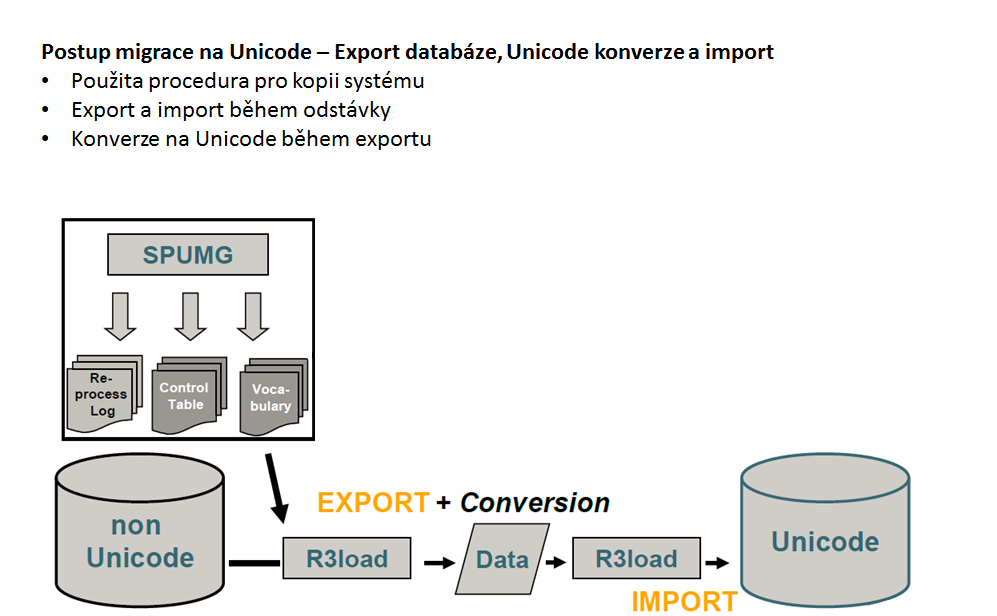 Postup migrace na Unicode – Export databáze, Unicode konverze a import
• Použita procedura pro kopii systému
• Export a import během odstávky
• Konverze na Unicode během exportu
SPUMG
Re-
process
Log
Control
Table
Voca-
bulary
non
Unicode
EXPORT + Conversion
R3load
Data
R3load
IMPORT
Unicode